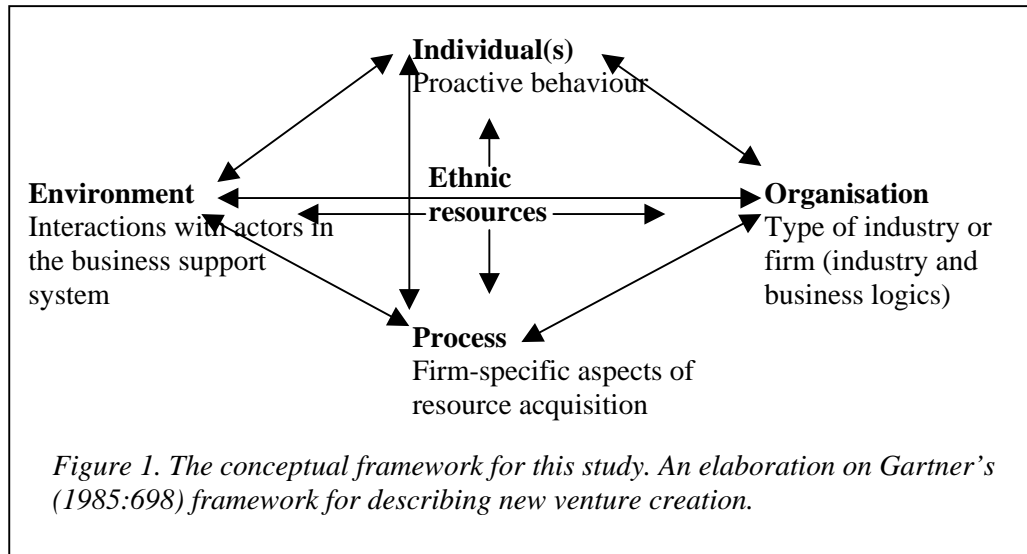 Individual(s)
Proactive behaviour
Environment
Interactions with actors in
the business support
system
Ethnic
resources
Organisation
Type of industry or
firm (industry and
business logics)
Process
Firm-specific aspects of
resource acquisition
Figure 1. The conceptual framework for this study. An elaboration on Gartner’s
(1985:698) framework for describing new venture creation.